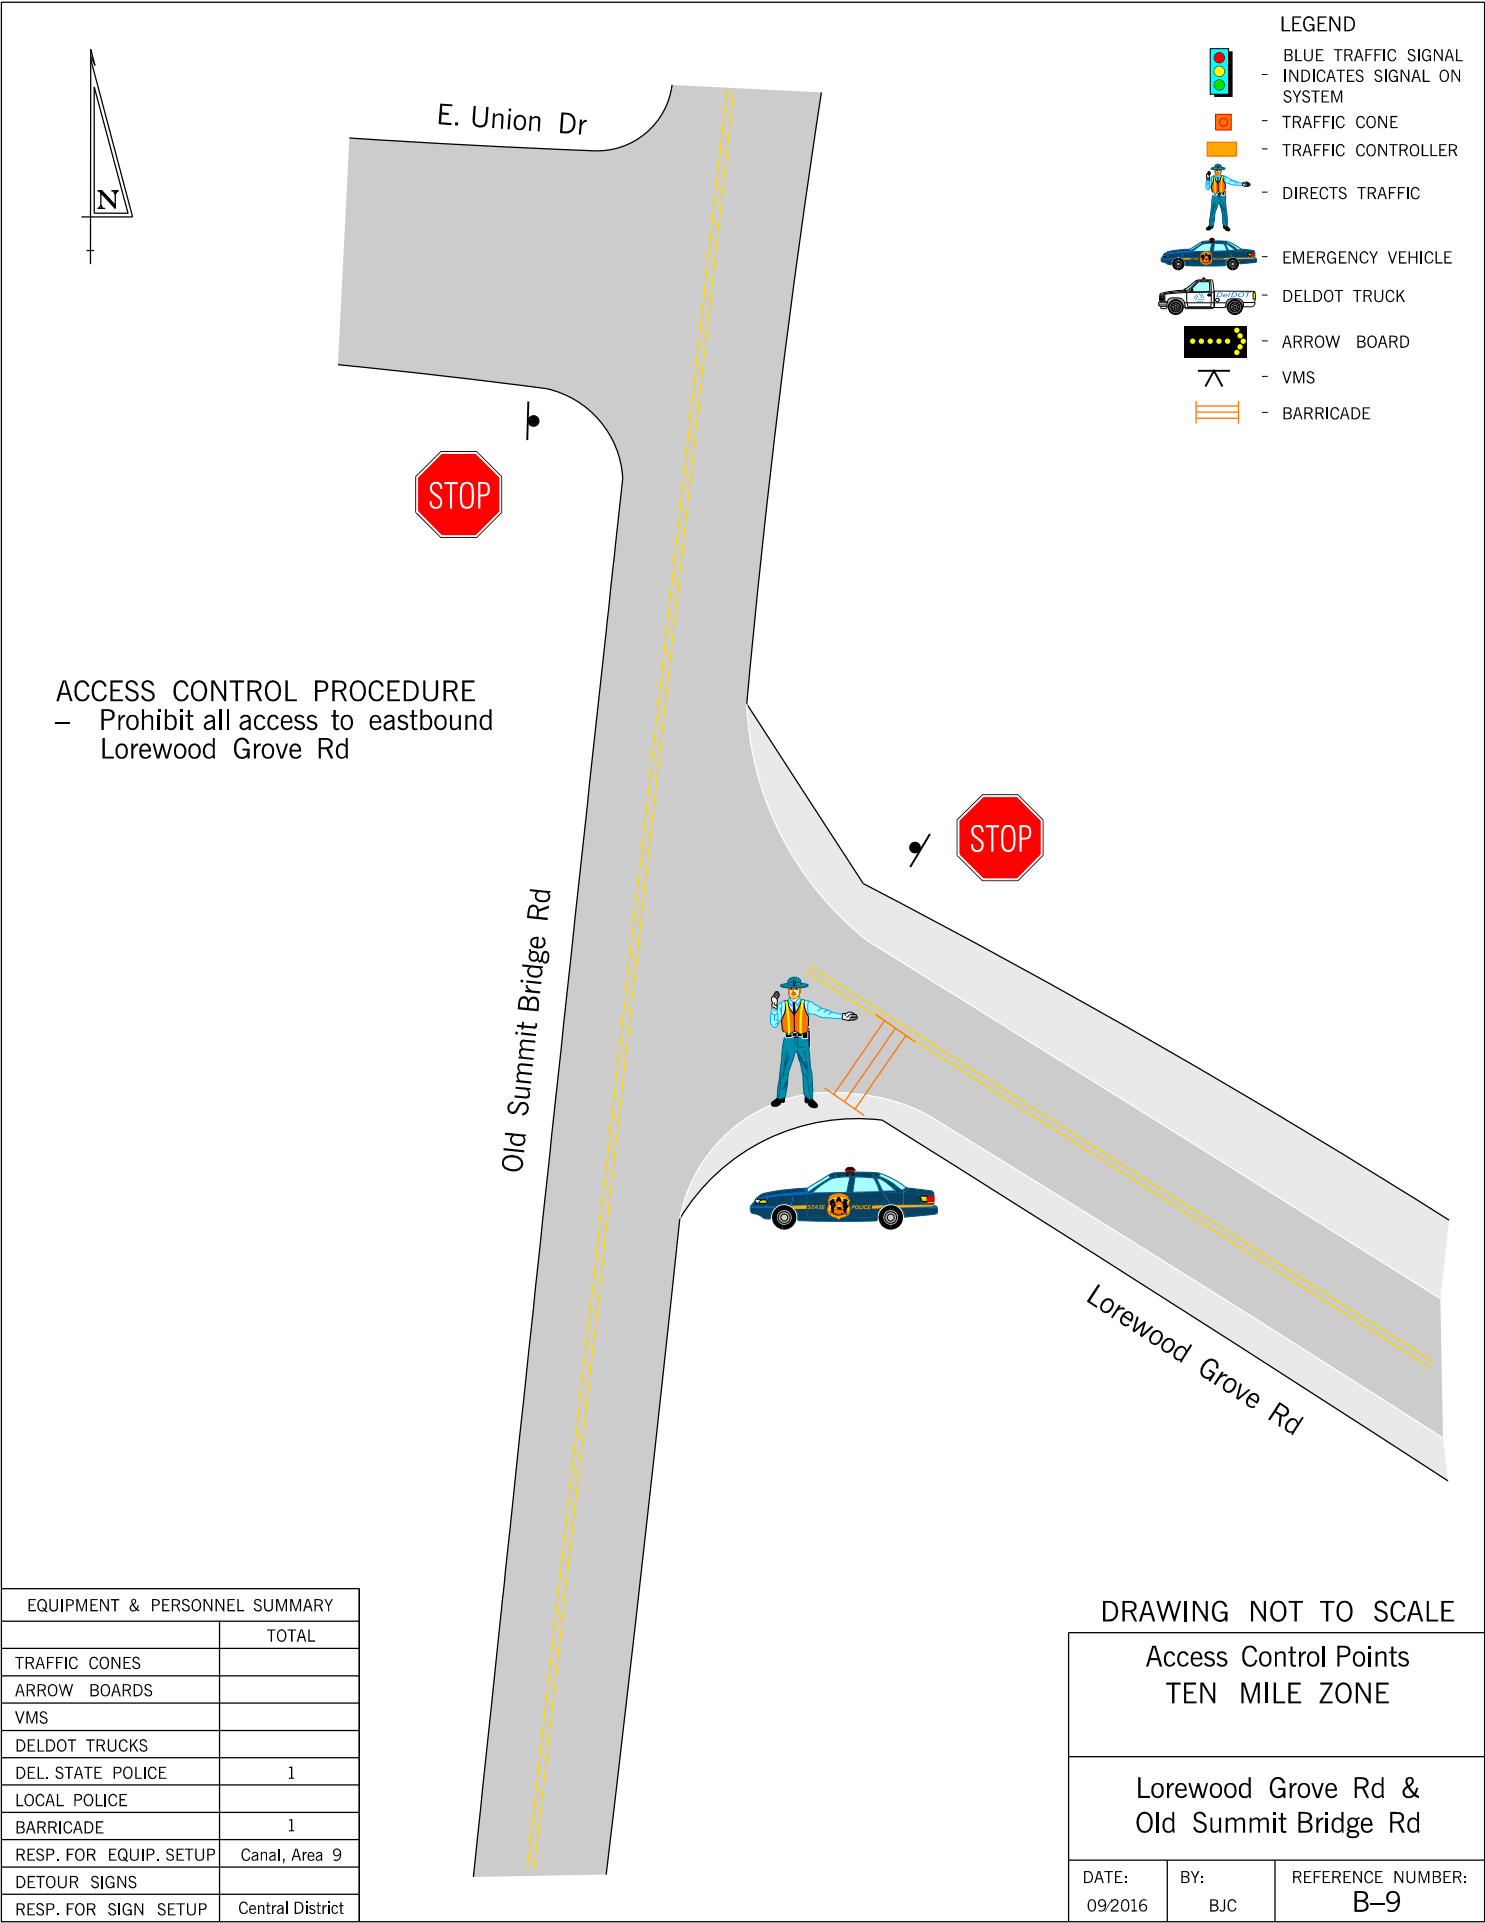 LEGEND
BLUE TRAFFIC SIGNAL
- INDICATES SIGNAL ON
SYSTEM
- TRAFFIC CONE
- TRAFFIC CONTROLLER
- DIRECTS TRAFFIC
- EMERGENCY VEHICLE
DelDOT
- DELDOT TRUCK
- ARROW BOARD
- VMS
- BARRICADE
N
E. Union Dr
STOP
ACCESS CONTROL PROCEDURE
– Prohibit all access to eastbound
Lorewood Grove Rd
STOP
Old Summit Bridge Rd
STATE POLICE
Lorewood Grove Rd
EQUIPMENT & PERSONNEL SUMMARY
TOTAL
TRAFFIC CONES
ARROW BOARDS
VMS
DELDOT TRUCKS
DEL. STATE POLICE 1
LOCAL POLICE
BARRICADE 1
RESP. FOR EQUIP. SETUP Canal, Area 9
DETOUR SIGNS
RESP. FOR SIGN SETUP Central District
DRAWING NOT TO SCALE
Access Control Points
TEN MILE ZONE
Lorewood Grove Rd &
Old Summit Bridge Rd
DATE: BY: REFERENCE NUMBER:
09/2016 BJC B–9